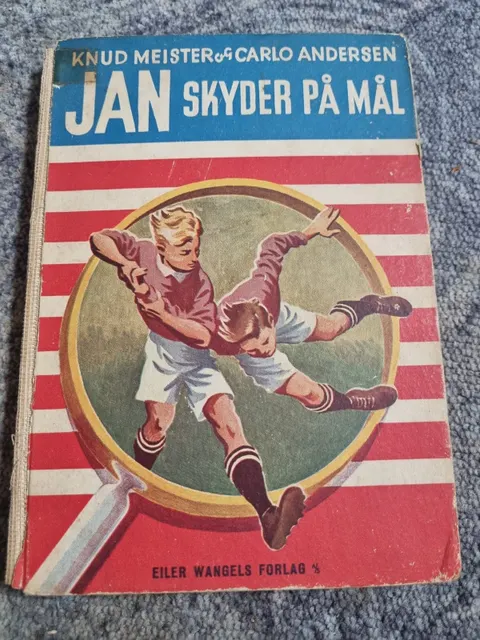 KNUD MEISTER OG CARLO ANDERSEN
JAN SKYDER PÅ MÅL
EILER WANGELS FORLAG A/S